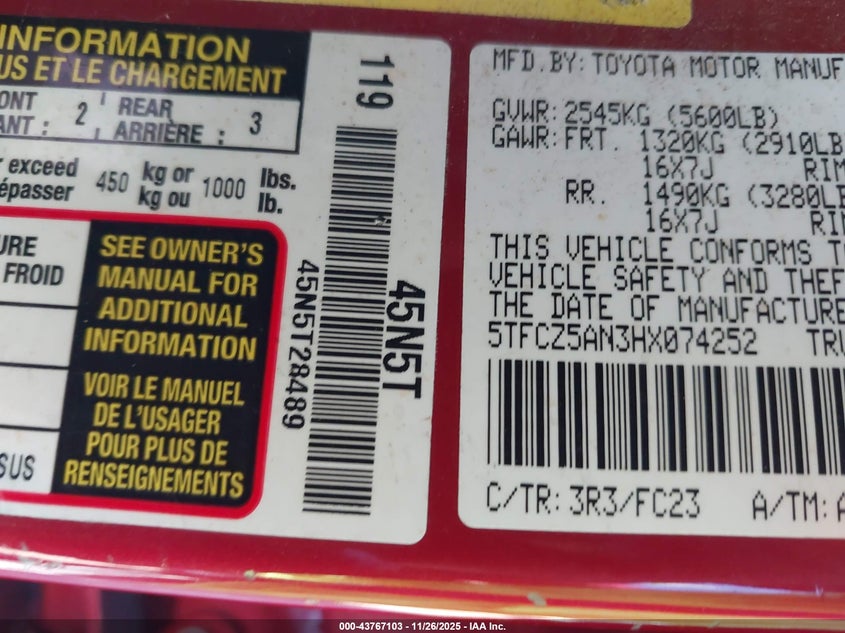 INFORMATION
US ET LE CHARGEMENT
ONT 2 REAR
ANT : ARRIÈRE : 3
exceed 450 kg or 1000 lbs.
épasser kg ou lb.
URE
FROID
SUS
SEE OWNER'S
MANUAL FOR
ADDITIONAL
INFORMATION
VOIR LE MANUEL
DE L'USAGER
POUR PLUS DE
RENSEIGNEMENTS
119
45N5T28489
45N5T
MFD.BY: TOYOTA MOTOR MANUF
GVWR: 2545KG (5600LB)
GAWR: FRT. 1320KG (2910LB
16X7J RIM
RR. 1490KG (3280LB
16X7J RIM
THIS VEHICLE CONFORMS TO
VEHICLE SAFETY AND THEF
THE DATE OF MANUFACTURE
5TFCZ5AN3HX074252 TRU
C/TR: 3R3/FC23 A/TM: A
000-43767103 - 11/26/2025 - IAA Inc.